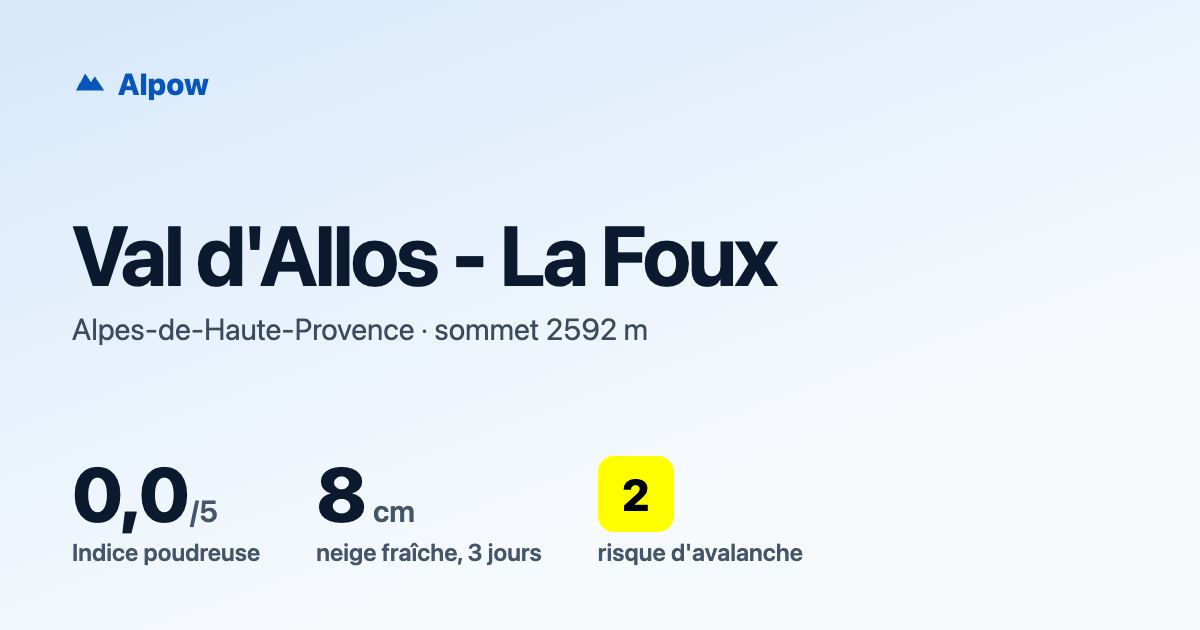 Alpow
Val d'Allos - La Foux
Alpes-de-Haute-Provence · sommet 2592 m
0,0/5 8 cm 2
Indice poudreuse neige fraîche, 3 jours risque d'avalanche